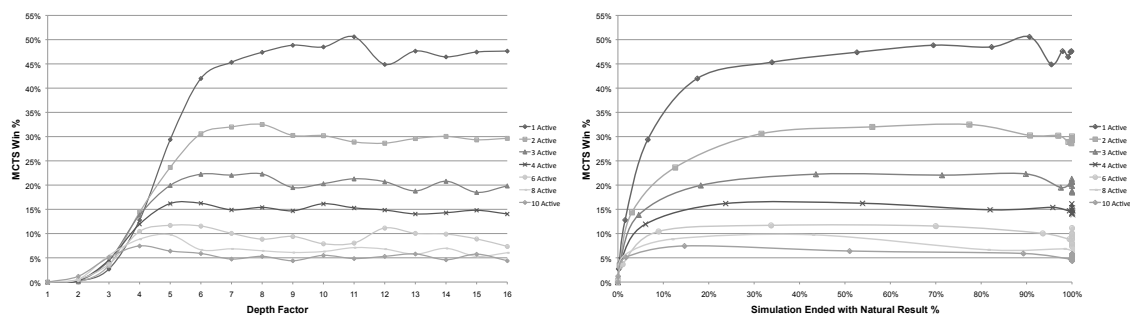 55%
50%
45%
40%
35%
30%
25%
20%
15%
10%
5%
0%
MCTS Win %
1 2 3 4 5 6 7 8 9 10 11 12 13 14 15 16
Depth Factor
1 Active
2 Active
3 Active
4 Active
6 Active
8 Active
10 Active
55%
50%
45%
40%
35%
30%
25%
20%
15%
10%
5%
0%
MCTS Win %
0% 10% 20% 30% 40% 50% 60% 70% 80% 90% 100%
Simulation Ended with Natural Result %
1 Active
2 Active
3 Active
4 Active
6 Active
8 Active
10 Active